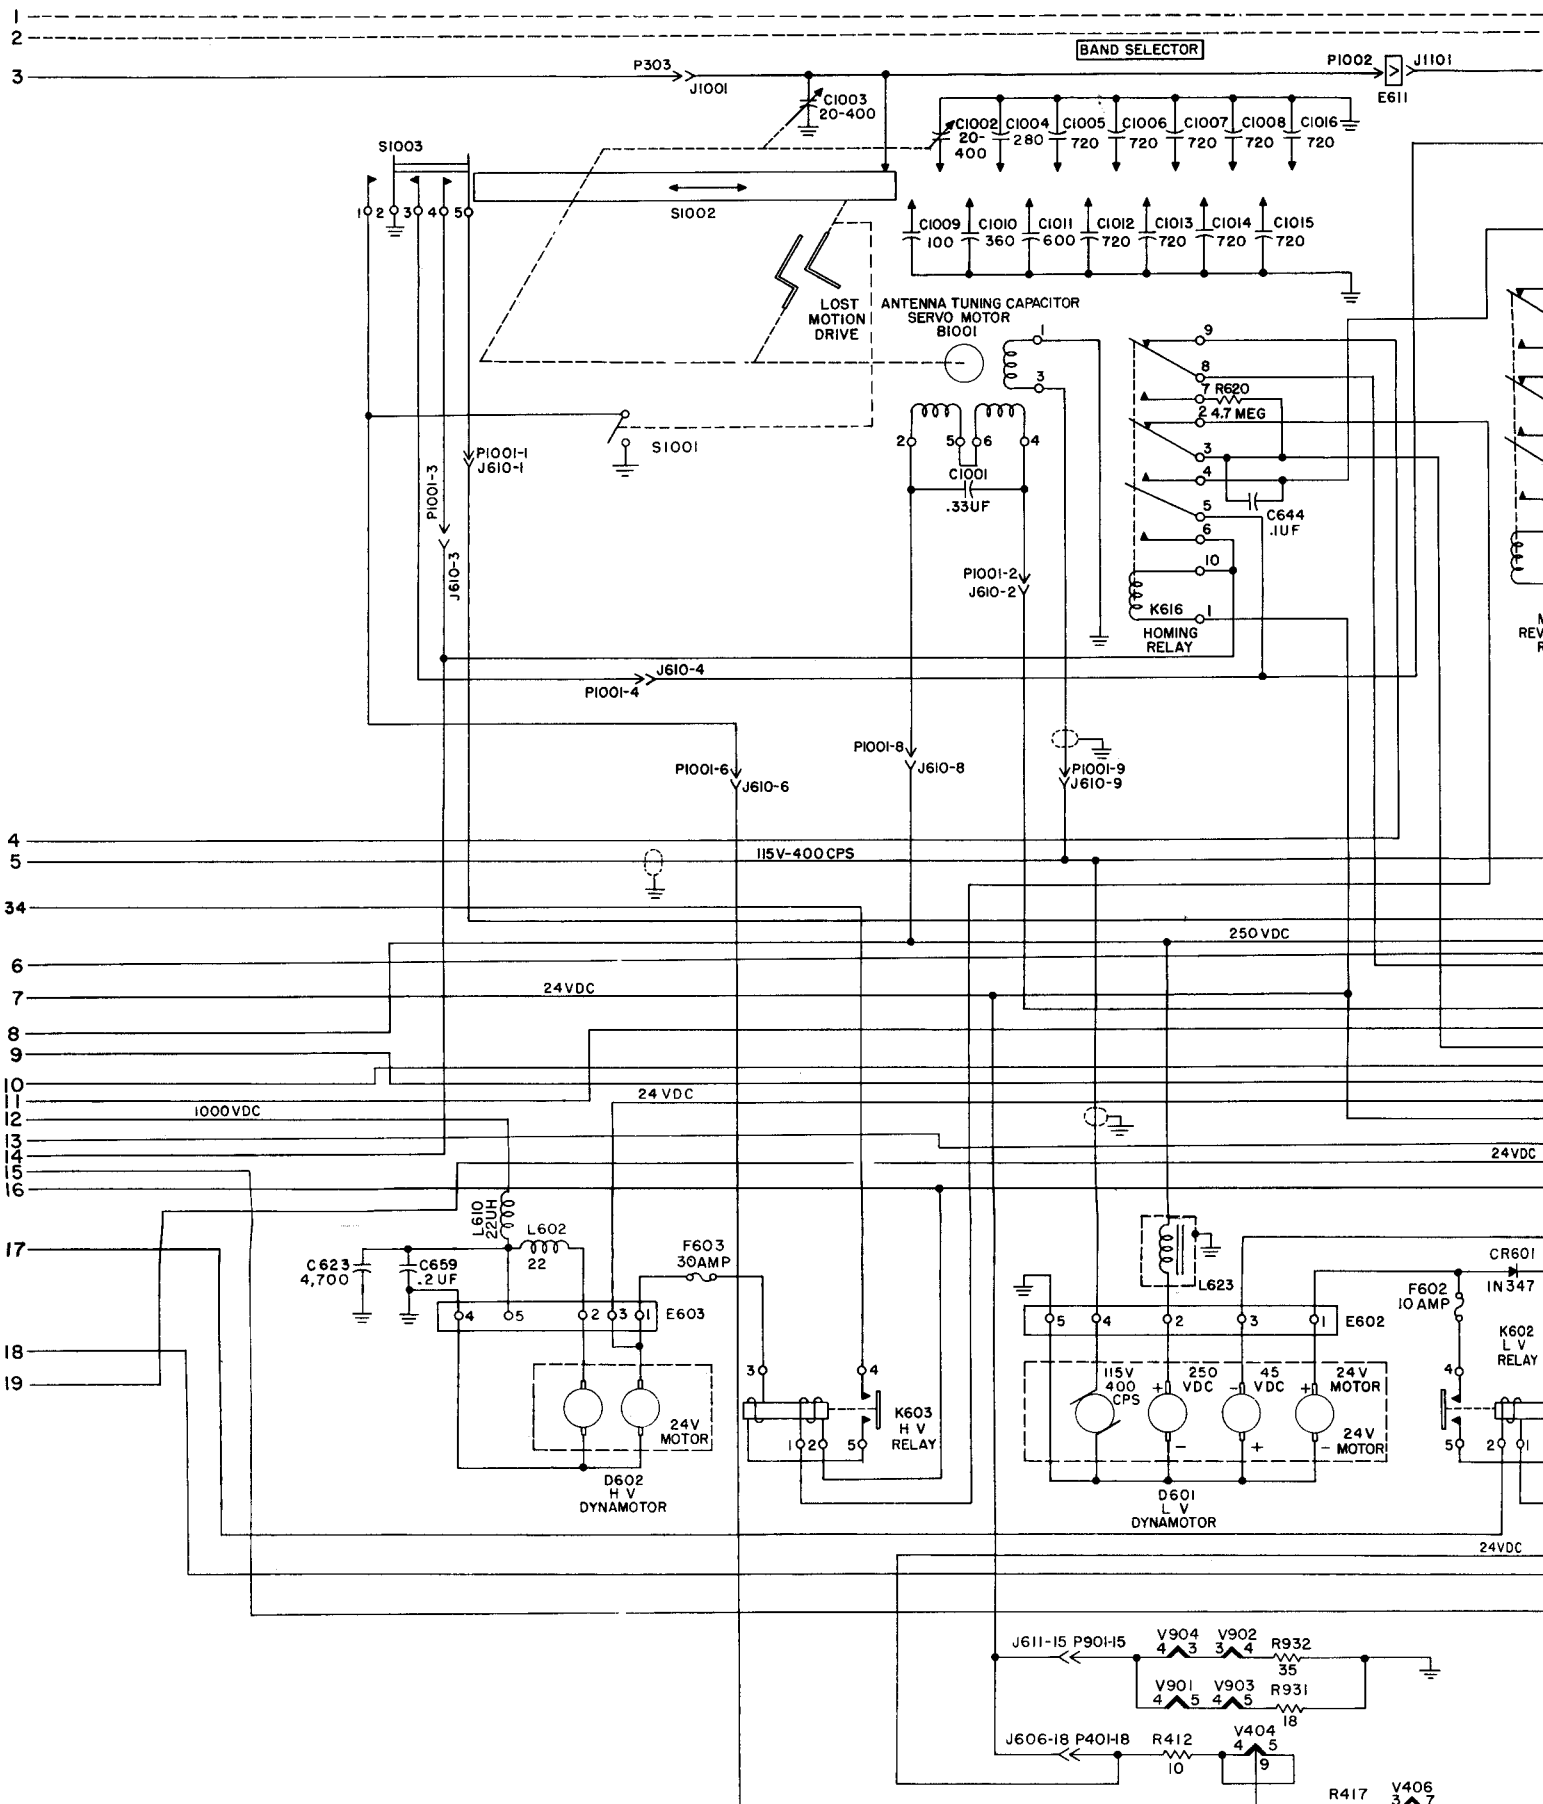 1
2
BAND SELECTOR
3
P303
J1001
P1002
J1101
E611
C1003
20-400
C1002
20-
400
C1004
280
C1005
720
C1006
720
C1007
720
C1008
720
C1016
720
S1003
1 2 3 4 5
S1002
C1009
100
C1010
360
C1011
600
C1012
720
C1013
720
C1014
720
C1015
720
LOST
MOTION
DRIVE
ANTENNA TUNING CAPACITOR
SERVO MOTOR
B1001
1
3
2 5 6 4
C1001
.33UF
9
8
7 R620
2 4.7 MEG
3
4
5
C644
.1UF
6
10
K616 1
HOMING
RELAY
S1001
P1001-1
J610-1
P1001-3
J610-3
P1001-2
J610-2
J610-4
P1001-4
P1001-8
J610-8
P1001-6
J610-6
P1001-9
J610-9
4
5
115V-400CPS
34
250VDC
6
7
24VDC
8
9
10
11
24VDC
12
1000VDC
13
14
24VDC
15
16
17
L610
22UH
L602
22
C623
4,700
C659
.2UF
F603
30AMP
4 5 2 3 1 E603
24V
MOTOR
D602
H V
DYNAMOTOR
3 4
1 2 5
K603
H V
RELAY
L623
5 4 2 3 1 E602
115V
400
CPS
+ 250
VDC
-
- 45
VDC
+
+ 24V
MOTOR
- 24V
MOTOR
D601
L V
DYNAMOTOR
CR601
IN347
F602
10 AMP
K602
L V
RELAY
4
5 2 1
18
19
24VDC
J611-15 P901-15
V904
4 3
V902
3 4
R932
35
V901
4 5
V903
4 5
R931
18
J606-18 P401-18
R412
10
V404
4 5
9
R417
V406
3 7